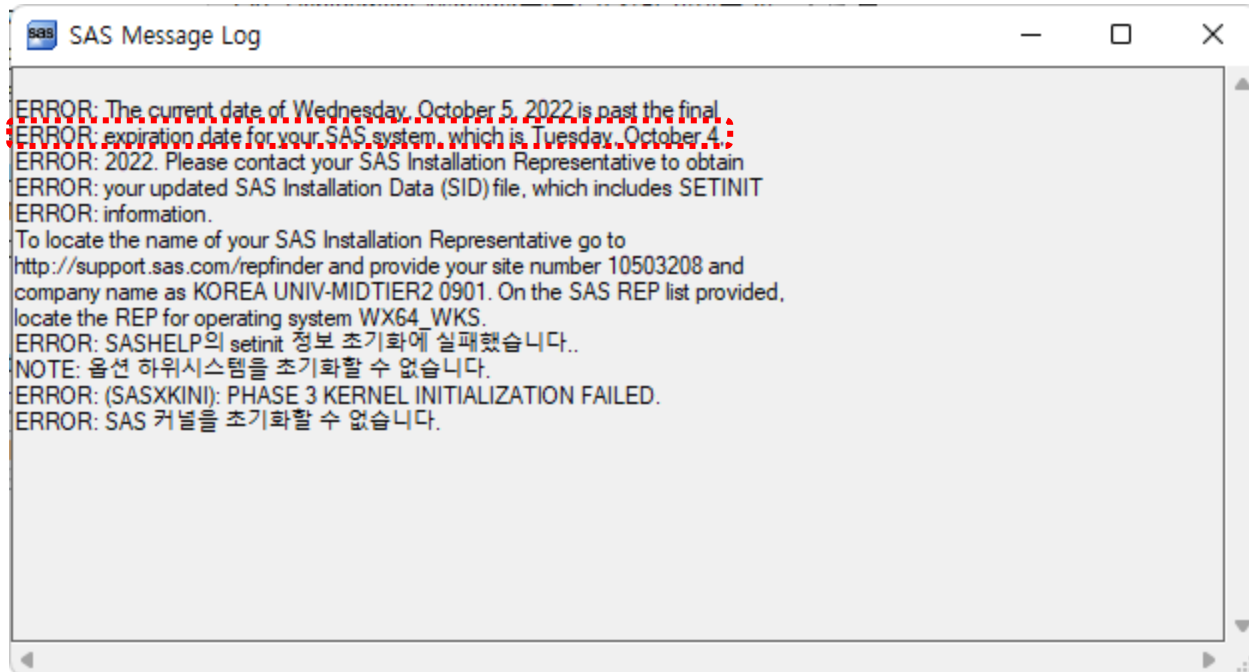 sas SAS Message Log
ERROR: The current date of Wednesday, October 5, 2022 is past the final
ERROR: expiration date for your SAS system, which is Tuesday, October 4,
ERROR: 2022. Please contact your SAS Installation Representative to obtain
ERROR: your updated SAS Installation Data (SID) file, which includes SETINIT
ERROR: information.
To locate the name of your SAS Installation Representative go to
http://support.sas.com/repfinder and provide your site number 10503208 and
company name as KOREA UNIV-MIDTIER2 0901. On the SAS REP list provided,
locate the REP for operating system WX64_WKS.
ERROR: SASHELP의 setinit 정보 초기화에 실패했습니다..
NOTE: 옵션 하위시스템을 초기화할 수 없습니다.
ERROR: (SASXKINI): PHASE 3 KERNEL INITIALIZATION FAILED.
ERROR: SAS 커널을 초기화할 수 없습니다.